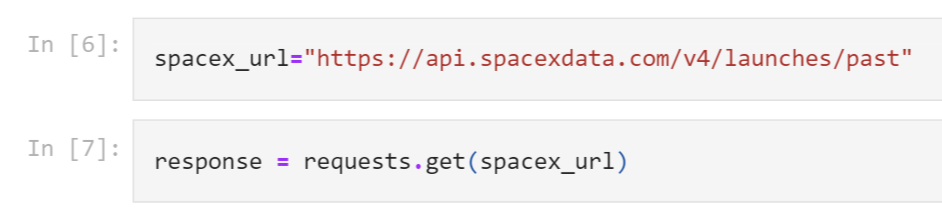 In [6]: spacex_url="https://api.spacexdata.com/v4/launches/past"
In [7]: response = requests.get(spacex_url)